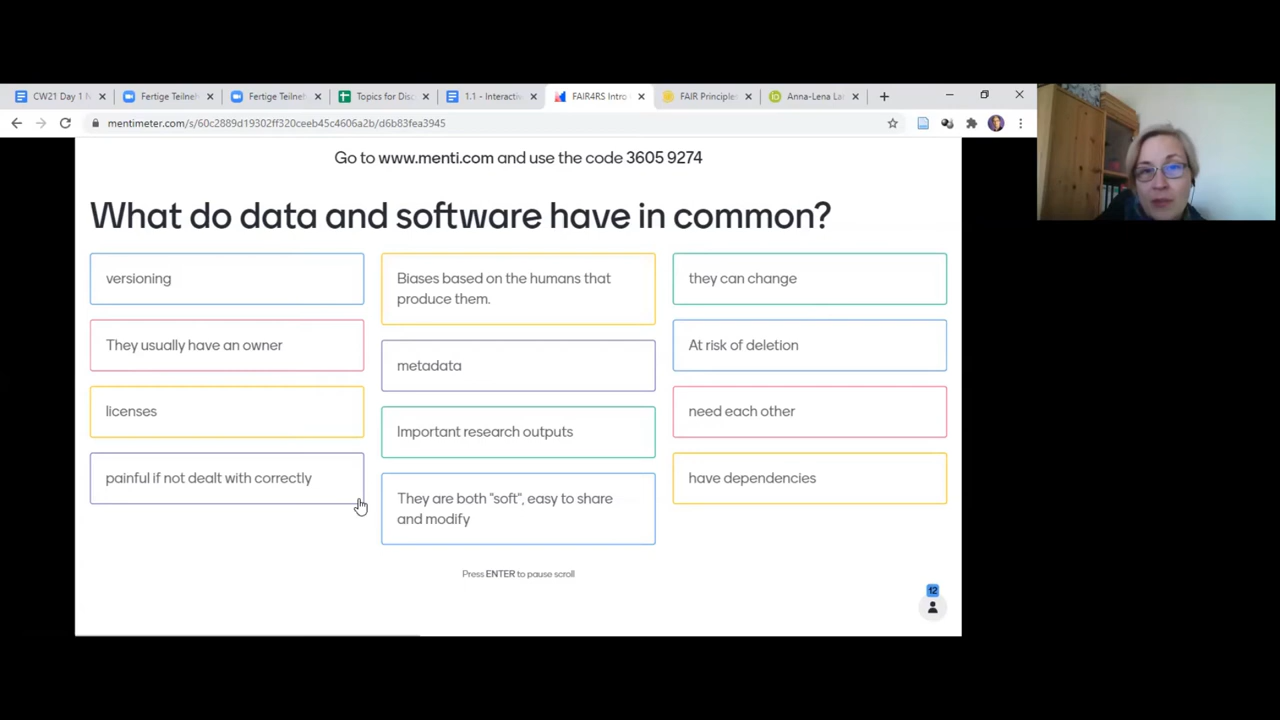 CW21 Day 1 N
Fertige Teilneh
Fertige Teilneh
Topics for Disc
1.1 - Interactiv
FAIR4RS Intro
FAIR Principles
Anna-Lena La
mentimeter.com/s/60c2889d19302ff320ceeb45c4606a2b/d6b83fea3945
Go to www.menti.com and use the code 3605 9274
What do data and software have in common?
versioning
They usually have an owner
licenses
painful if not dealt with correctly
Biases based on the humans that
produce them.
metadata
Important research outputs
They are both "soft", easy to share
and modify
they can change
At risk of deletion
need each other
have dependencies
Press ENTER to pause scroll
12